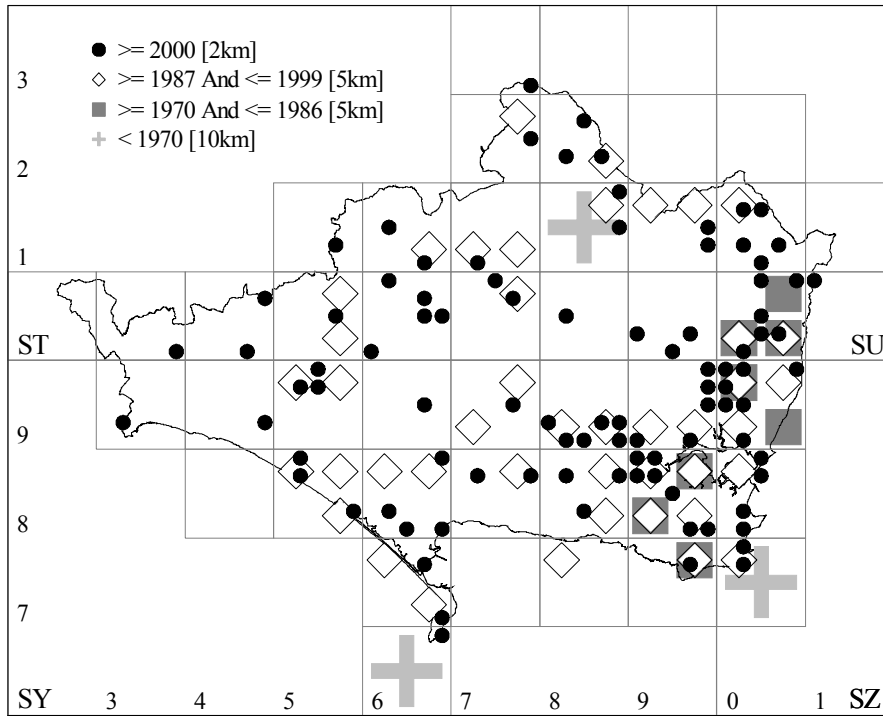 >= 2000 [2km]
>= 1987 And <= 1999 [5km]
>= 1970 And <= 1986 [5km]
< 1970 [10km]
3
2
1
ST
SU
9
8
7
SY 3 4 5 6 7 8 9 0 1 SZ